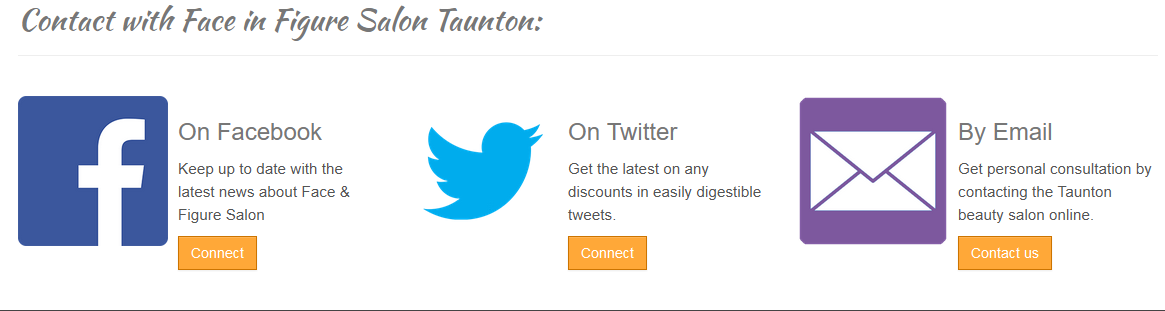 Contact with Face in Figure Salon Taunton:
On Facebook
Keep up to date with the
latest news about Face &
Figure Salon
Connect
On Twitter
Get the latest on any
discounts in easily digestible
tweets.
Connect
By Email
Get personal consultation by
contacting the Taunton
beauty salon online.
Contact us